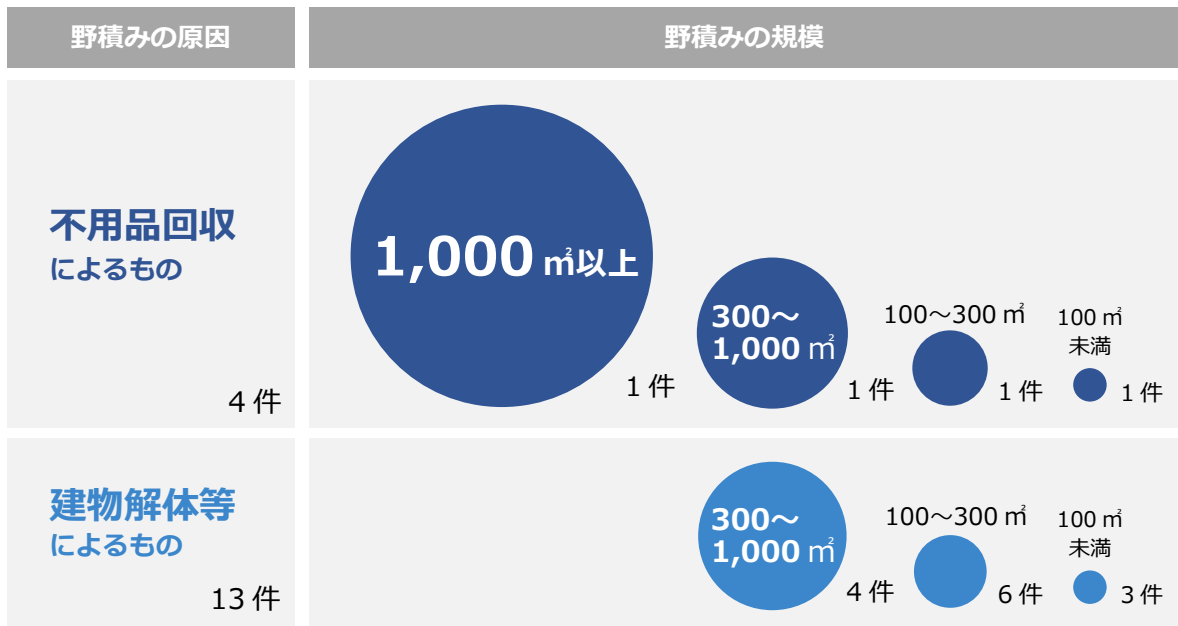 野積みの原因
野積みの規模
不用品回収
によるもの
4 件
1,000 ㎡以上
1 件
300～
1,000 ㎡
1 件
100～300 ㎡
1 件
100 ㎡
未満
1 件
建物解体等
によるもの
13 件
300～
1,000 ㎡
4 件
100～300 ㎡
6 件
100 ㎡
未満
3 件